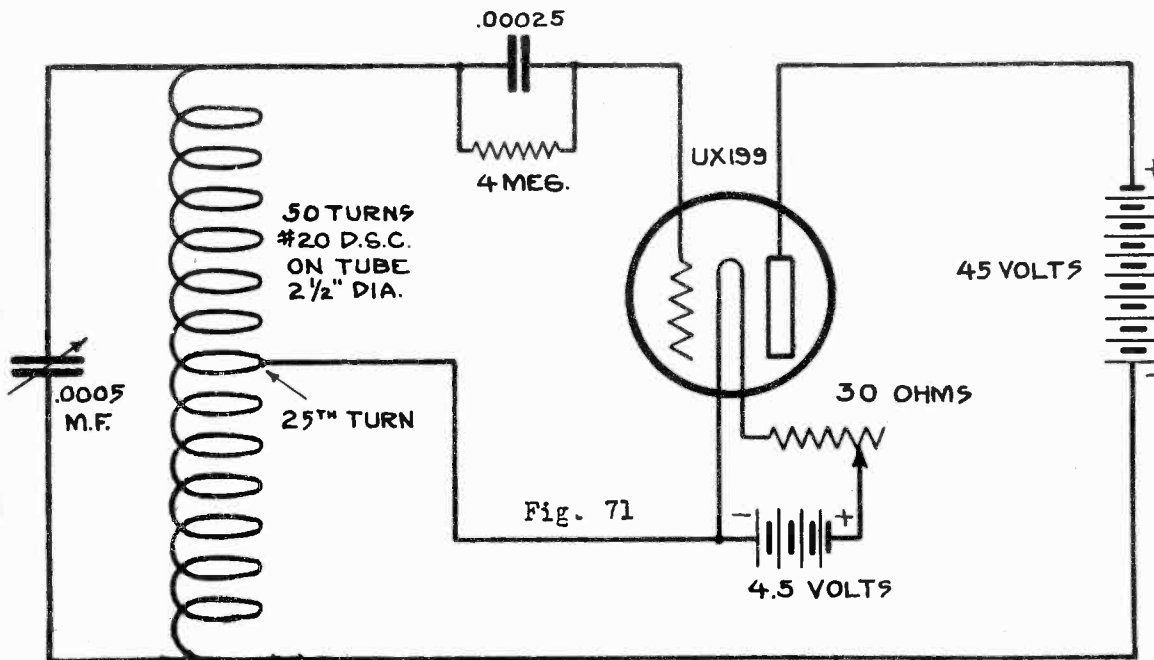 .00025
4 MEG.
UX199
50 TURNS
#20 D.S.C.
ON TUBE
2½" DIA.
45 VOLTS
+
-
.0005
M.F.
25TH TURN
30 OHMS
Fig. 71
- +
4.5 VOLTS